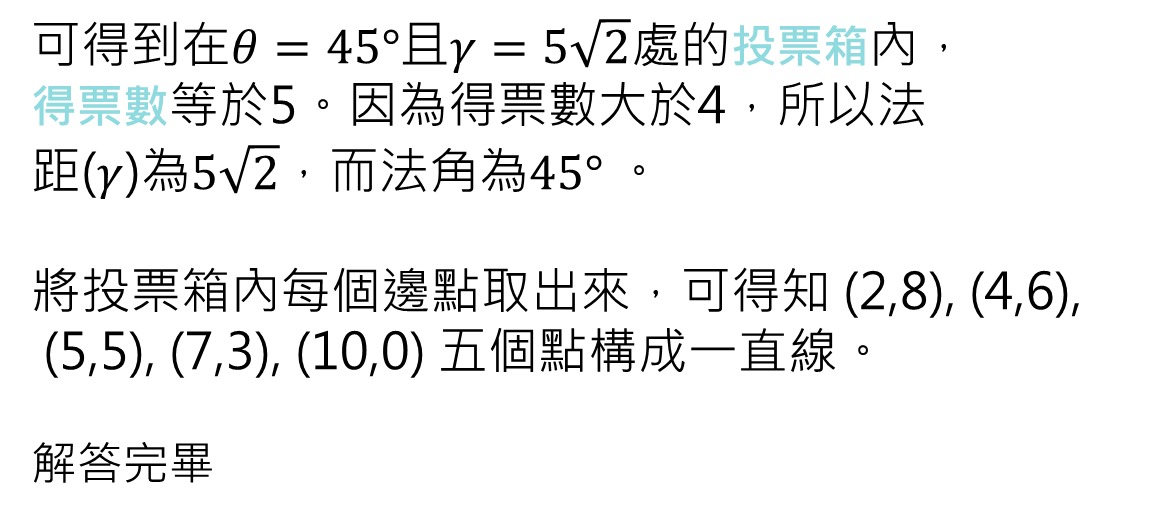 可得到在θ = 45°且γ = 5√2處的投票箱內，
得票數等於5。因為得票數大於4，所以法
距(γ)為5√2，而法角為45° 。
將投票箱內每個邊點取出來，可得知 (2,8), (4,6),
(5,5), (7,3), (10,0) 五個點構成一直線。
解答完畢